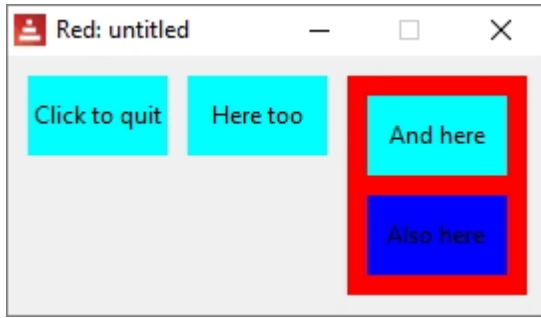 Red: untitled
Click to quit
Here too
And here
Also here